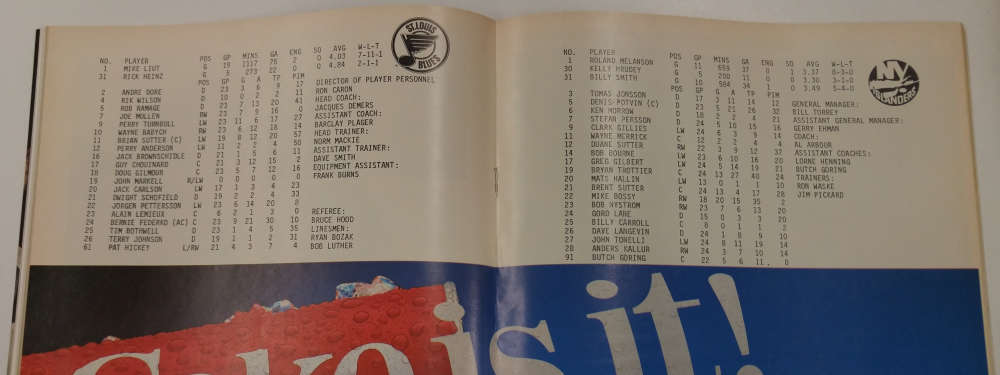 ST. LOUIS
BLUES
NO. PLAYER POS GP MINS GA ENG SO AVG W-L-T
1 MIKE LIUT G 19 1117 75 2 0 4.03 7-11-1
31 RICK HEINZ G 5 273 22 0 0 4.84 2-1-1
POS GP G A TP PIM
2 ANDRE DORE D 23 3 6 9 17
4 RIK WILSON D 10 0 2 2 11
5 ROB RAMAGE D 23 7 13 20 41
7 JOE MULLEN RW 23 7 9 16 0
9 PERRY TURNBULL LW 23 11 6 17
10 WAYNE BABYCH RW 23 6 12 18 14
11 BRIAN SUTTER (C) LW 19 8 12 20 57
12 PERRY ANDERSON LW 11 2 2 4 50
16 JACK BROWNSCHIDLE D 21 1 5 6 11
17 GUY CHOUINARD C 21 3 12 15 2
18 DOUG GILMOUR C 23 5 7 12 16
19 JOHN MARKELL R/LW 0 0 0 0 0
20 JACK CARLSON LW 17 1 3 4 23
21 DWIGHT SCHOFIELD D 19 2 2 4 33
22 JORGEN PETTERSSON LW 23 6 14 20 8
23 ALAIN LEMIEUX C 6 2 1 3 0
24 BERNIE FEDERKO (AC) C 23 9 21 30 10
25 TIM BOTHWELL D 23 1 4 5 35
26 TERRY JOHNSON D 19 1 1 2 31
61 PAT HICKEY L/RW 21 4 3 7 4
DIRECTOR OF PLAYER PERSONNEL
RON CARON
HEAD COACH:
JACQUES DEMERS
ASSISTANT COACH:
BARCLAY PLAGER
HEAD TRAINER:
NORM MACKIE
ASSISTANT TRAINER:
DAVE SMITH
EQUIPMENT ASSISTANT:
FRANK BURNS
REFEREE:
BRUCE HOOD
LINESMEN:
RYAN BOZAK
BOB LUTHER
NO. PLAYER POS GP MINS GA ENG SO AVG W-L-T
1 ROLAND MELANSON G 11 659 37 0 1 3.37 8-3-0
30 KELLY HRUDEY G 5 200 11 0 0 3.30 3-1-0
31 BILLY SMITH G 10 584 34 1 0 3.49 5-4-0
POS GP G A TP PIM
3 TOMAS JONSSON D 17 3 11 14 12
5 DENIS POTVIN (C) D 23 5 21 26 32
6 KEN MORROW D 18 2 2 4 21
7 STEFAN PERSSON D 24 5 10 15 16
9 CLARK GILLIES LW 24 6 3 9 14
11 WAYNE MERRICK C 12 2 2 4 4
12 DUANE SUTTER RW 22 3 9 12 37
14 BOB BOURNE LW 23 6 10 16 20
17 GREG GILBERT LW 24 5 14 19 21
19 BRYAN TROTTIER C 24 13 27 40 24
20 MATS HALLIN LW 13 0 1 1 10
21 BRENT SUTTER C 24 13 4 17 28
22 MIKE BOSSY RW 18 20 15 35 2
23 BOB NYSTROM RW 23 7 6 13 20
24 GORD LANE D 15 0 3 3 20
25 BILLY CARROLL C 8 0 1 1 2
26 DAVE LANGEVIN D 24 1 8 9 10
27 JOHN TONELLI LW 24 8 11 19 14
28 ANDERS KALLUR RW 24 3 7 10 14
91 BUTCH GORING C 22 5 6 11 0
NY
ISLANDERS
GENERAL MANAGER:
BILL TORREY
ASSISTANT GENERAL MANAGER:
GERRY EHMAN
COACH:
AL ARBOUR
ASSISTANT COACHES:
LORNE HENNING
BUTCH GORING
TRAINERS:
RON WASKE
JIM PICKARD
Coke is it!